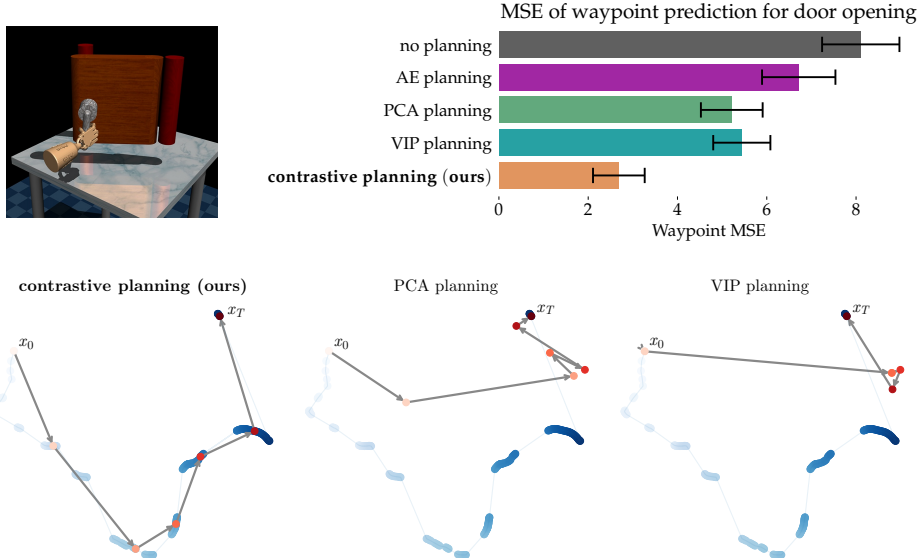 MSE of waypoint prediction for door opening
no planning
AE planning
PCA planning
VIP planning
contrastive planning (ours)
0 2 4 6 8
Waypoint MSE
contrastive planning (ours)
PCA planning
VIP planning
x_T
x_0
x_T
x_0
x_T
x_0